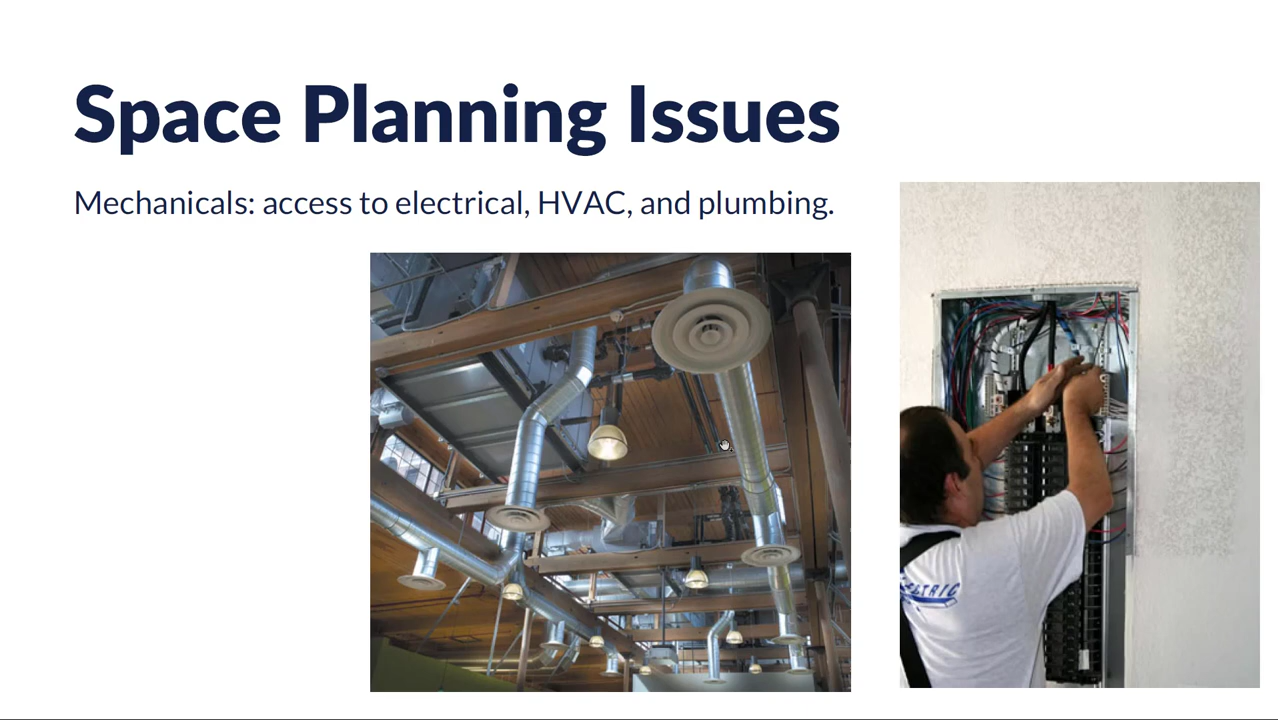 Space Planning Issues
Mechanicals: access to electrical, HVAC, and plumbing.